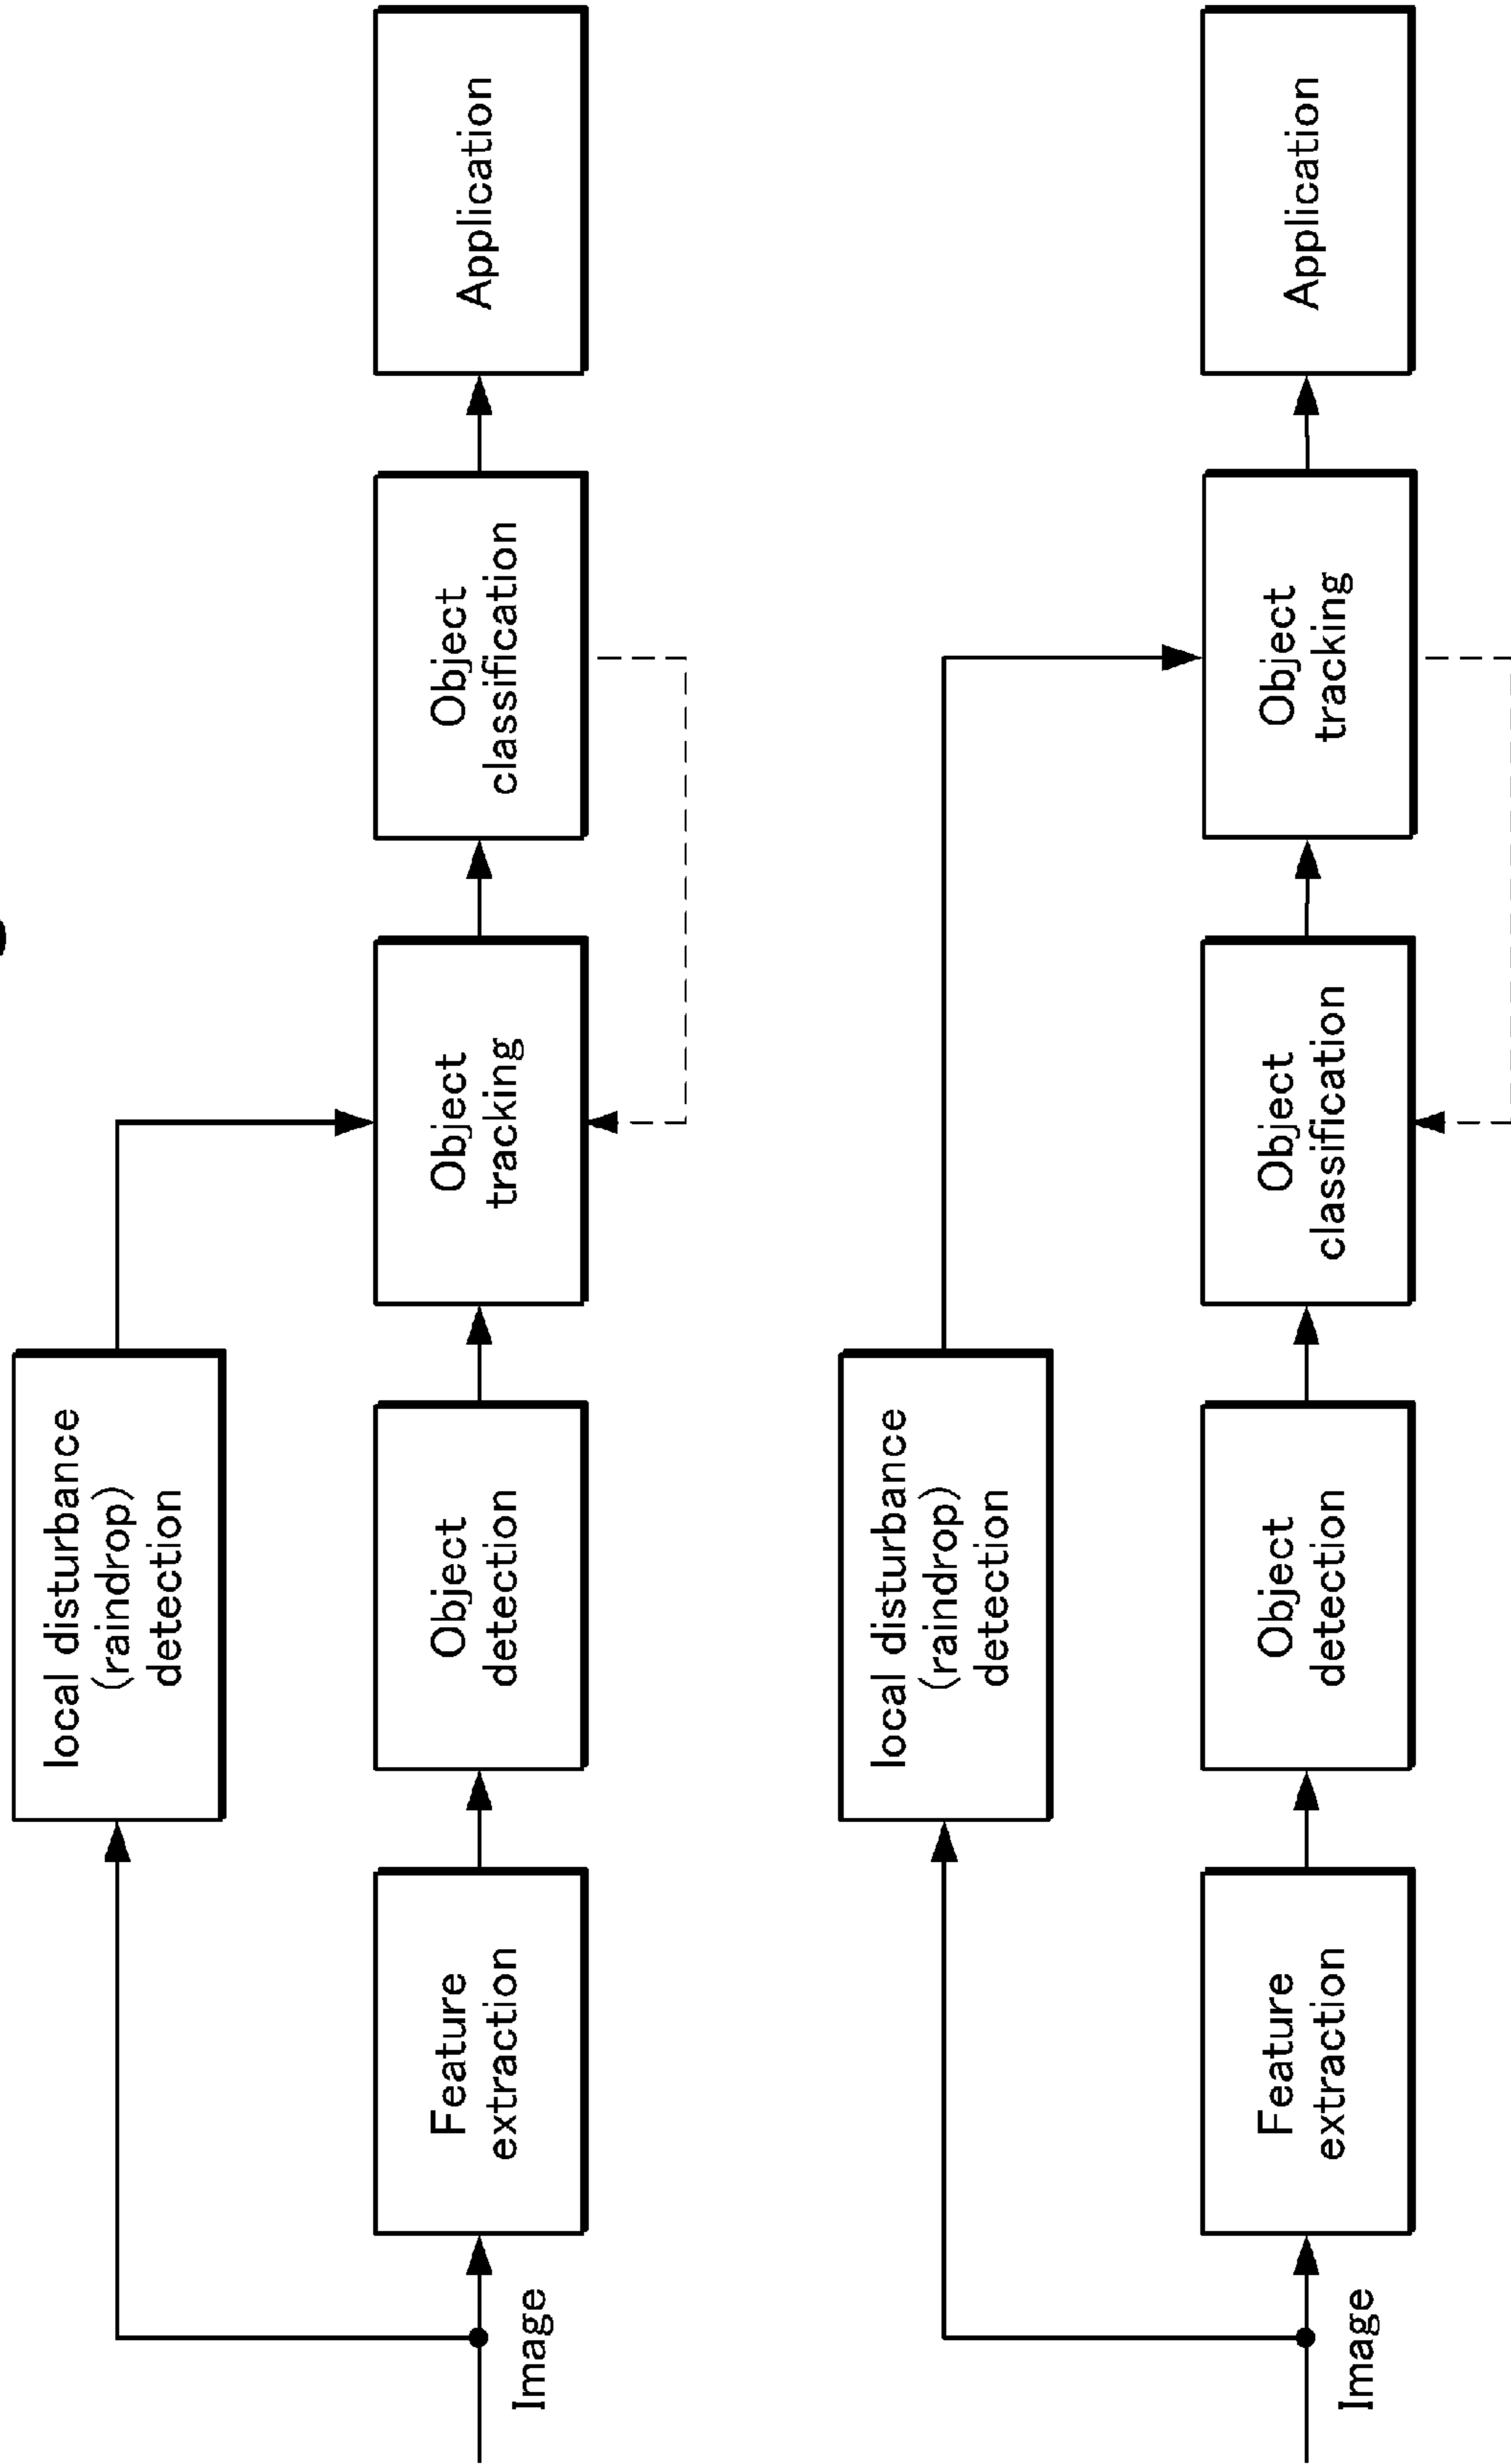 local disturbance
(raindrop)
detection
Image
Feature
extraction
Object
detection
Object
tracking
Object
classification
Application
local disturbance
(raindrop)
detection
Image
Feature
extraction
Object
detection
Object
classification
Object
tracking
Application